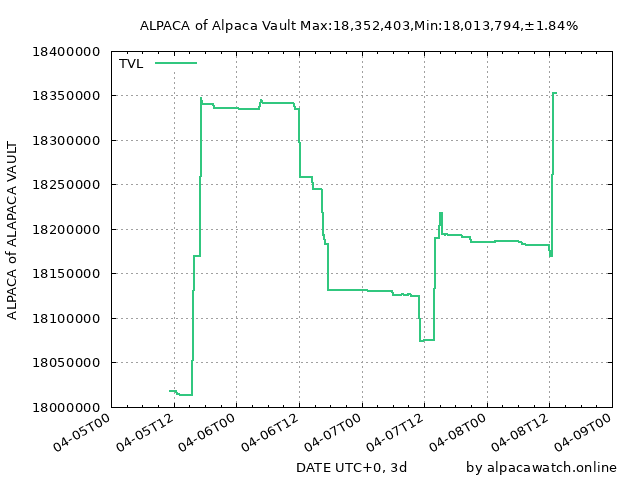 ALPACA of Alpaca Vault Max:18,352,403,Min:18,013,794,±1.84%
TVL
ALPACA of ALAPACA VAULT
18400000
18350000
18300000
18250000
18200000
18150000
18100000
18050000
18000000
04-05T00
04-05T12
04-06T00
04-06T12
04-07T00
04-07T12
04-08T00
04-08T12
04-09T00
DATE UTC+0, 3d
by alpacawatch.online